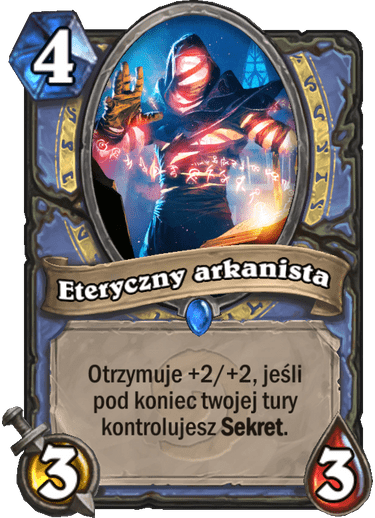 4
Eteryczny arkanista
Otrzymuje +2/+2, jeśli
pod koniec twojej tury
kontrolujesz Sekret.
3 3